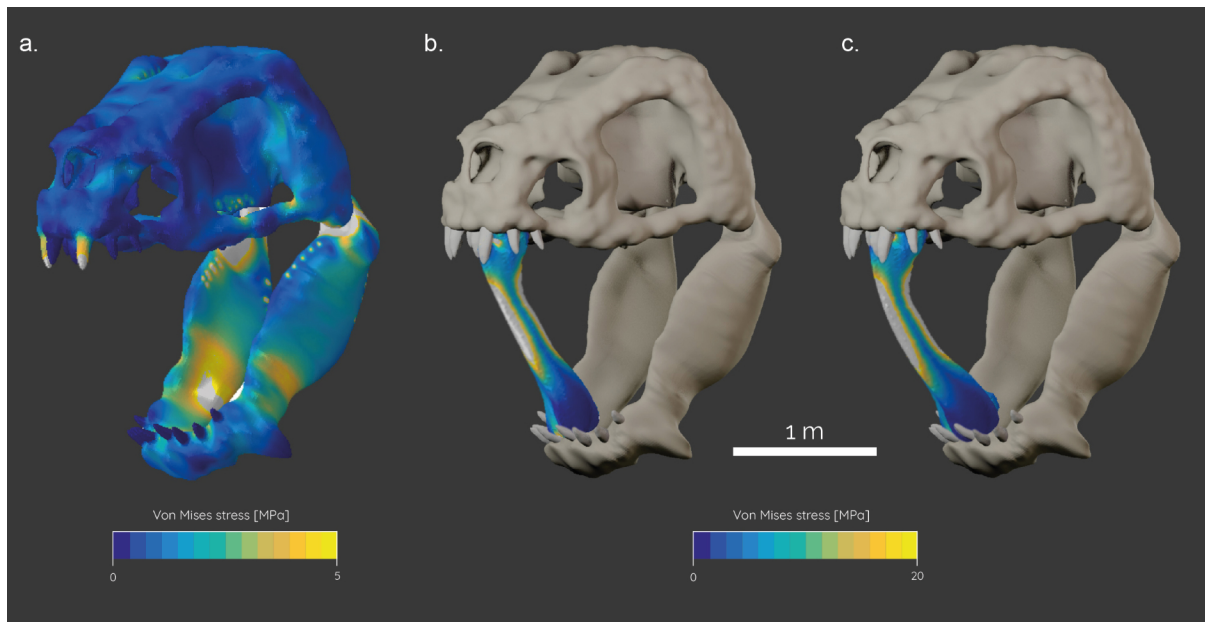 a.
b.
c.
1 m
Von Mises stress [MPa]
0
5
Von Mises stress [MPa]
0
20